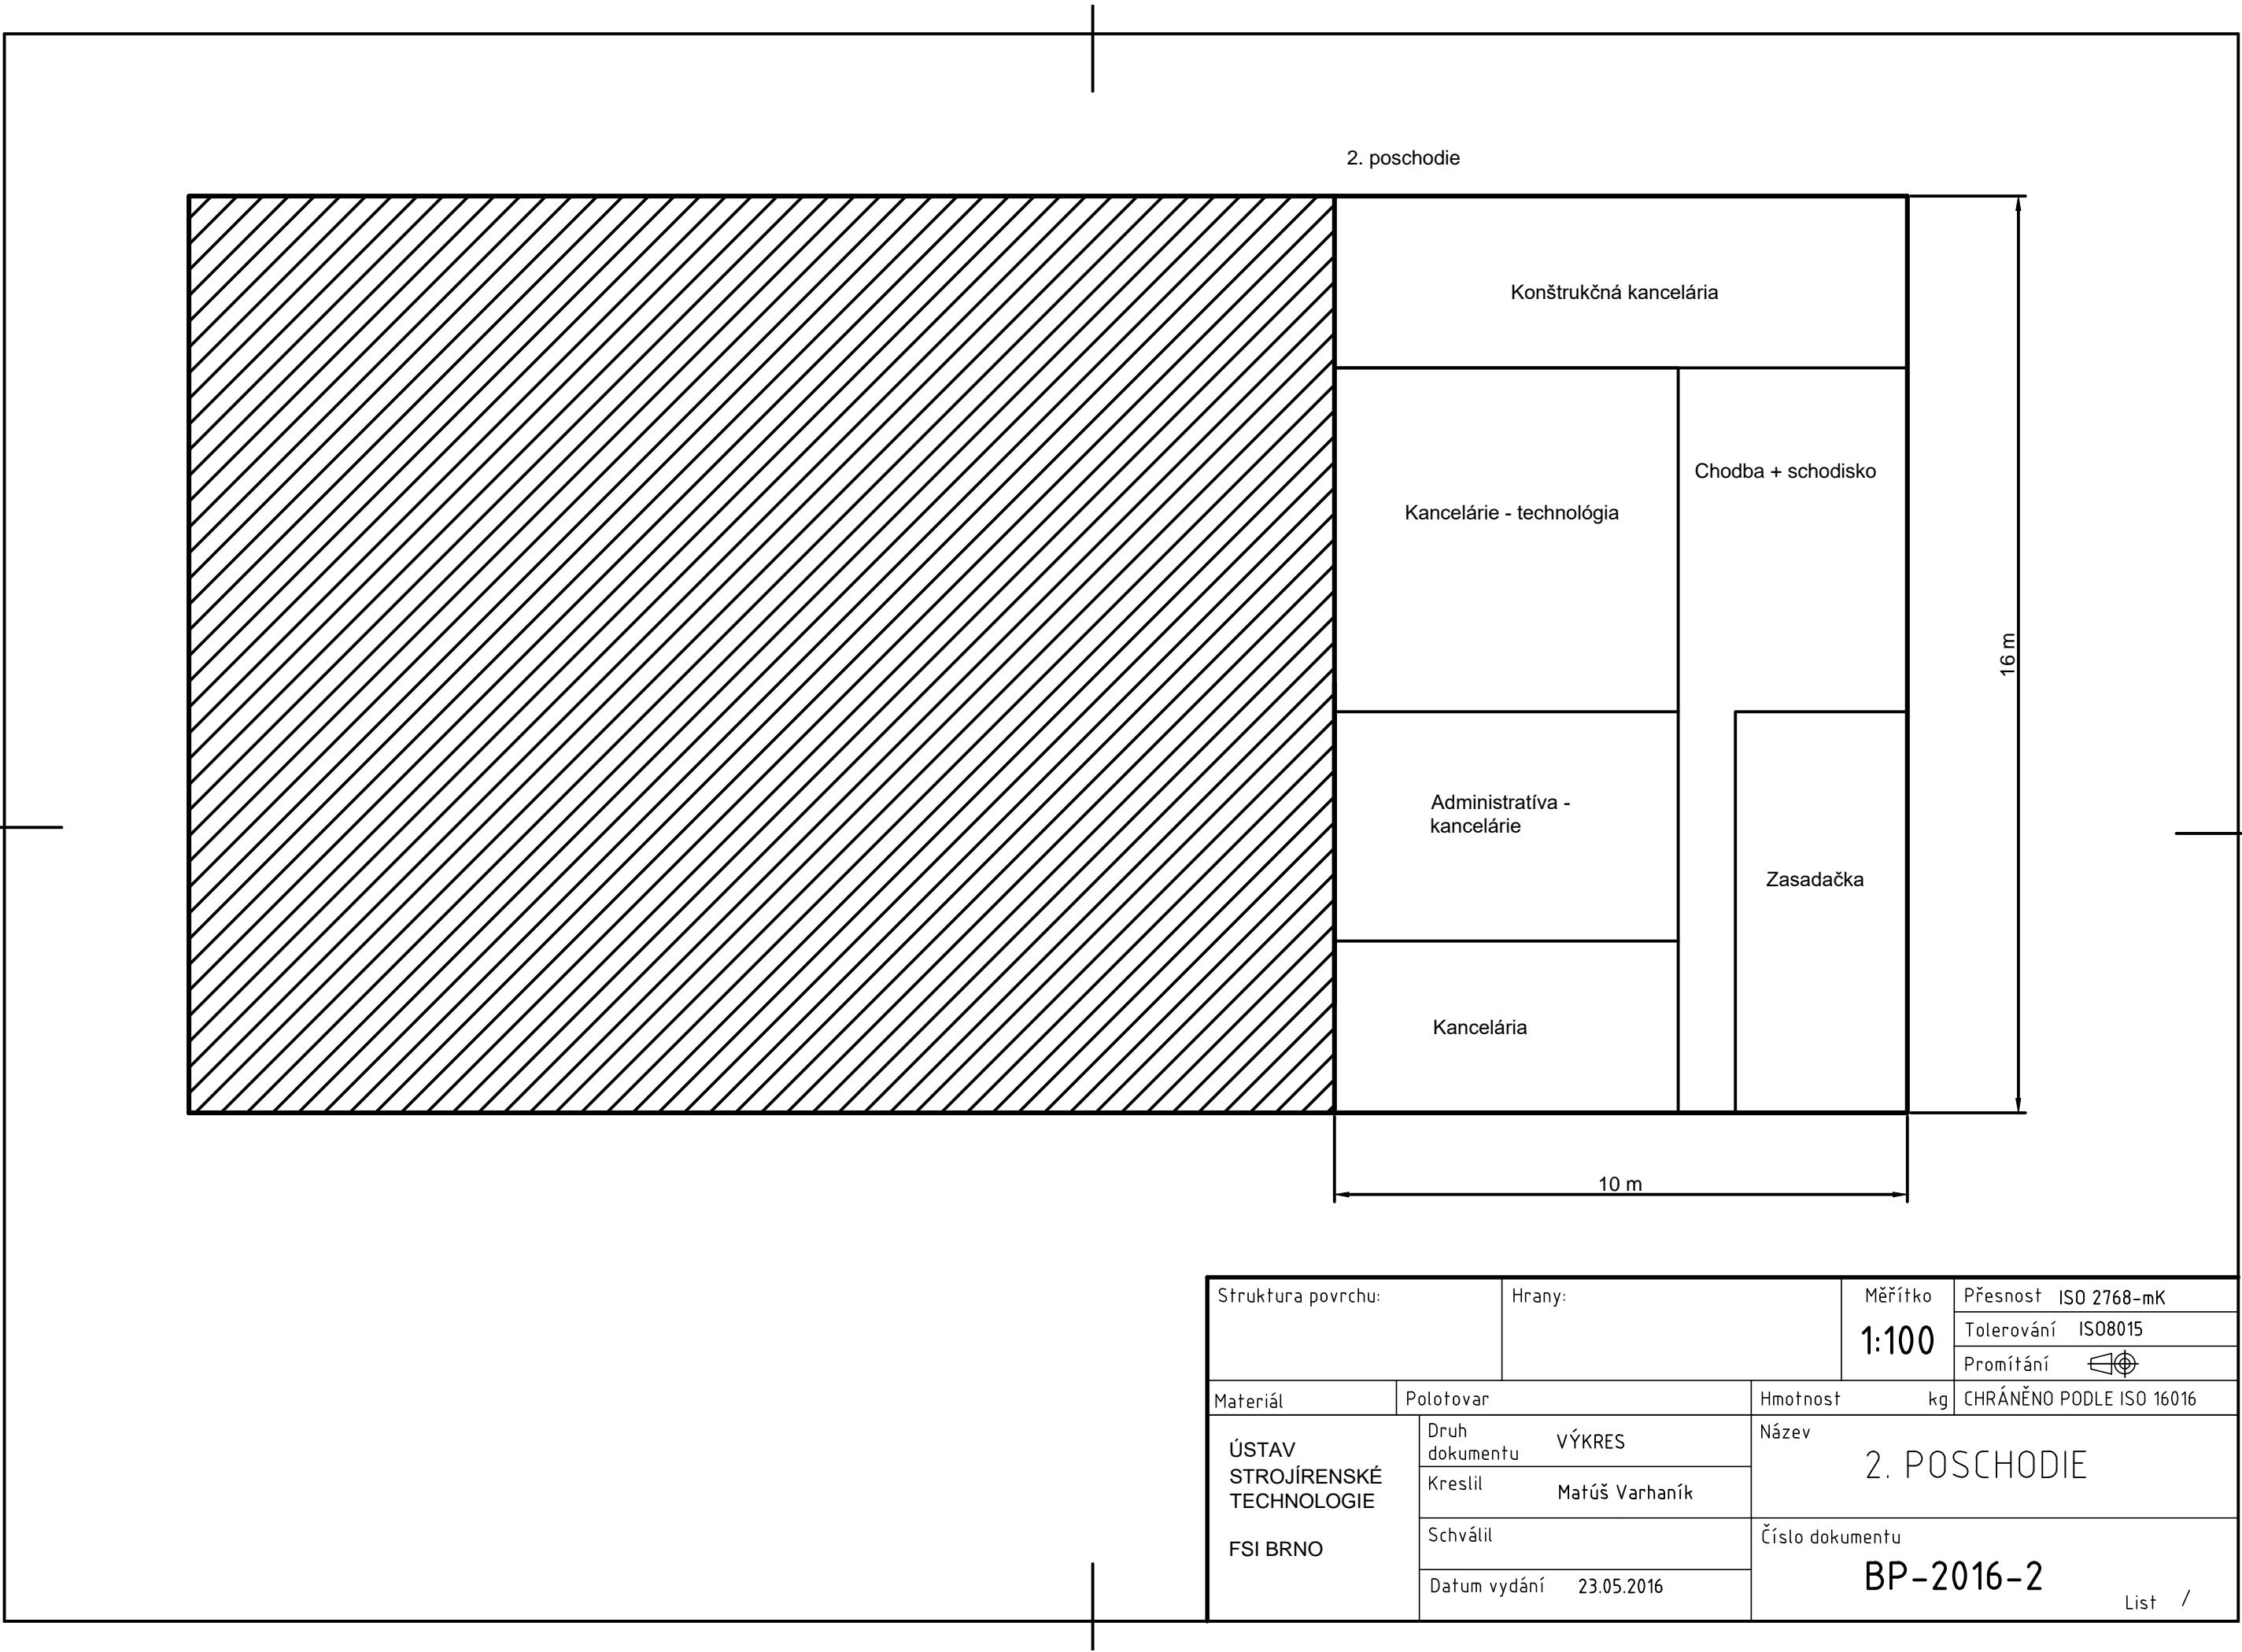 2. poschodie
Konštrukčná kancelária
Chodba + schodisko
Kancelárie - technológia
16 m
Administratíva -
kancelárie
Zasadačka
Kancelária
10 m
Struktura povrchu:
Hrany:
Měřítko
1:100
Přesnost ISO 2768-mK
Tolerování ISO8015
Promítání
Materiál
Polotovar
Hmotnost kg
CHRÁNĚNO PODLE ISO 16016
ÚSTAV
STROJÍRENSKÉ
TECHNOLOGIE
FSI BRNO
Druh
dokumentu VÝKRES
Kreslil Matúš Varhaník
Schválil
Datum vydání 23.05.2016
Název
2. POSCHODIE
Číslo dokumentu
BP-2016-2
List /